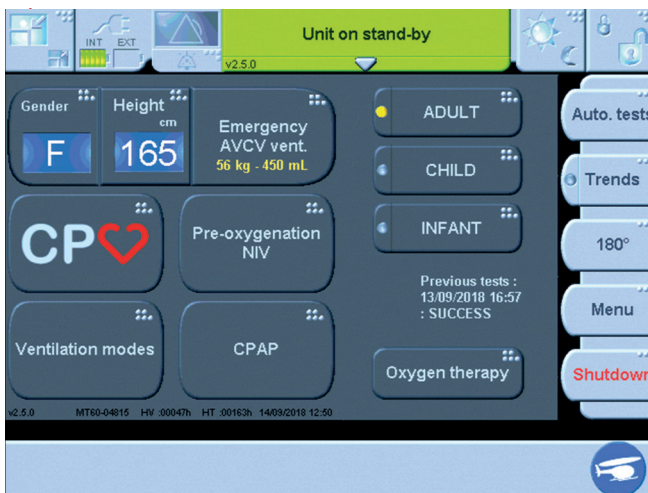 INT EXT
Unit on stand-by
v2.5.0
Gender
F
Height
cm
165
Emergency
AVCV vent.
56 kg - 450 mL
ADULT
CHILD
INFANT
CP
Pre-oxygenation
NIV
Previous tests :
13/09/2018 16:57
: SUCCESS
Ventilation modes
CPAP
Oxygen therapy
v2.5.0 MT60-04815 HV :00047h HT :00163h 14/09/2018 12:50
Auto. tests
Trends
180°
Menu
Shutdown